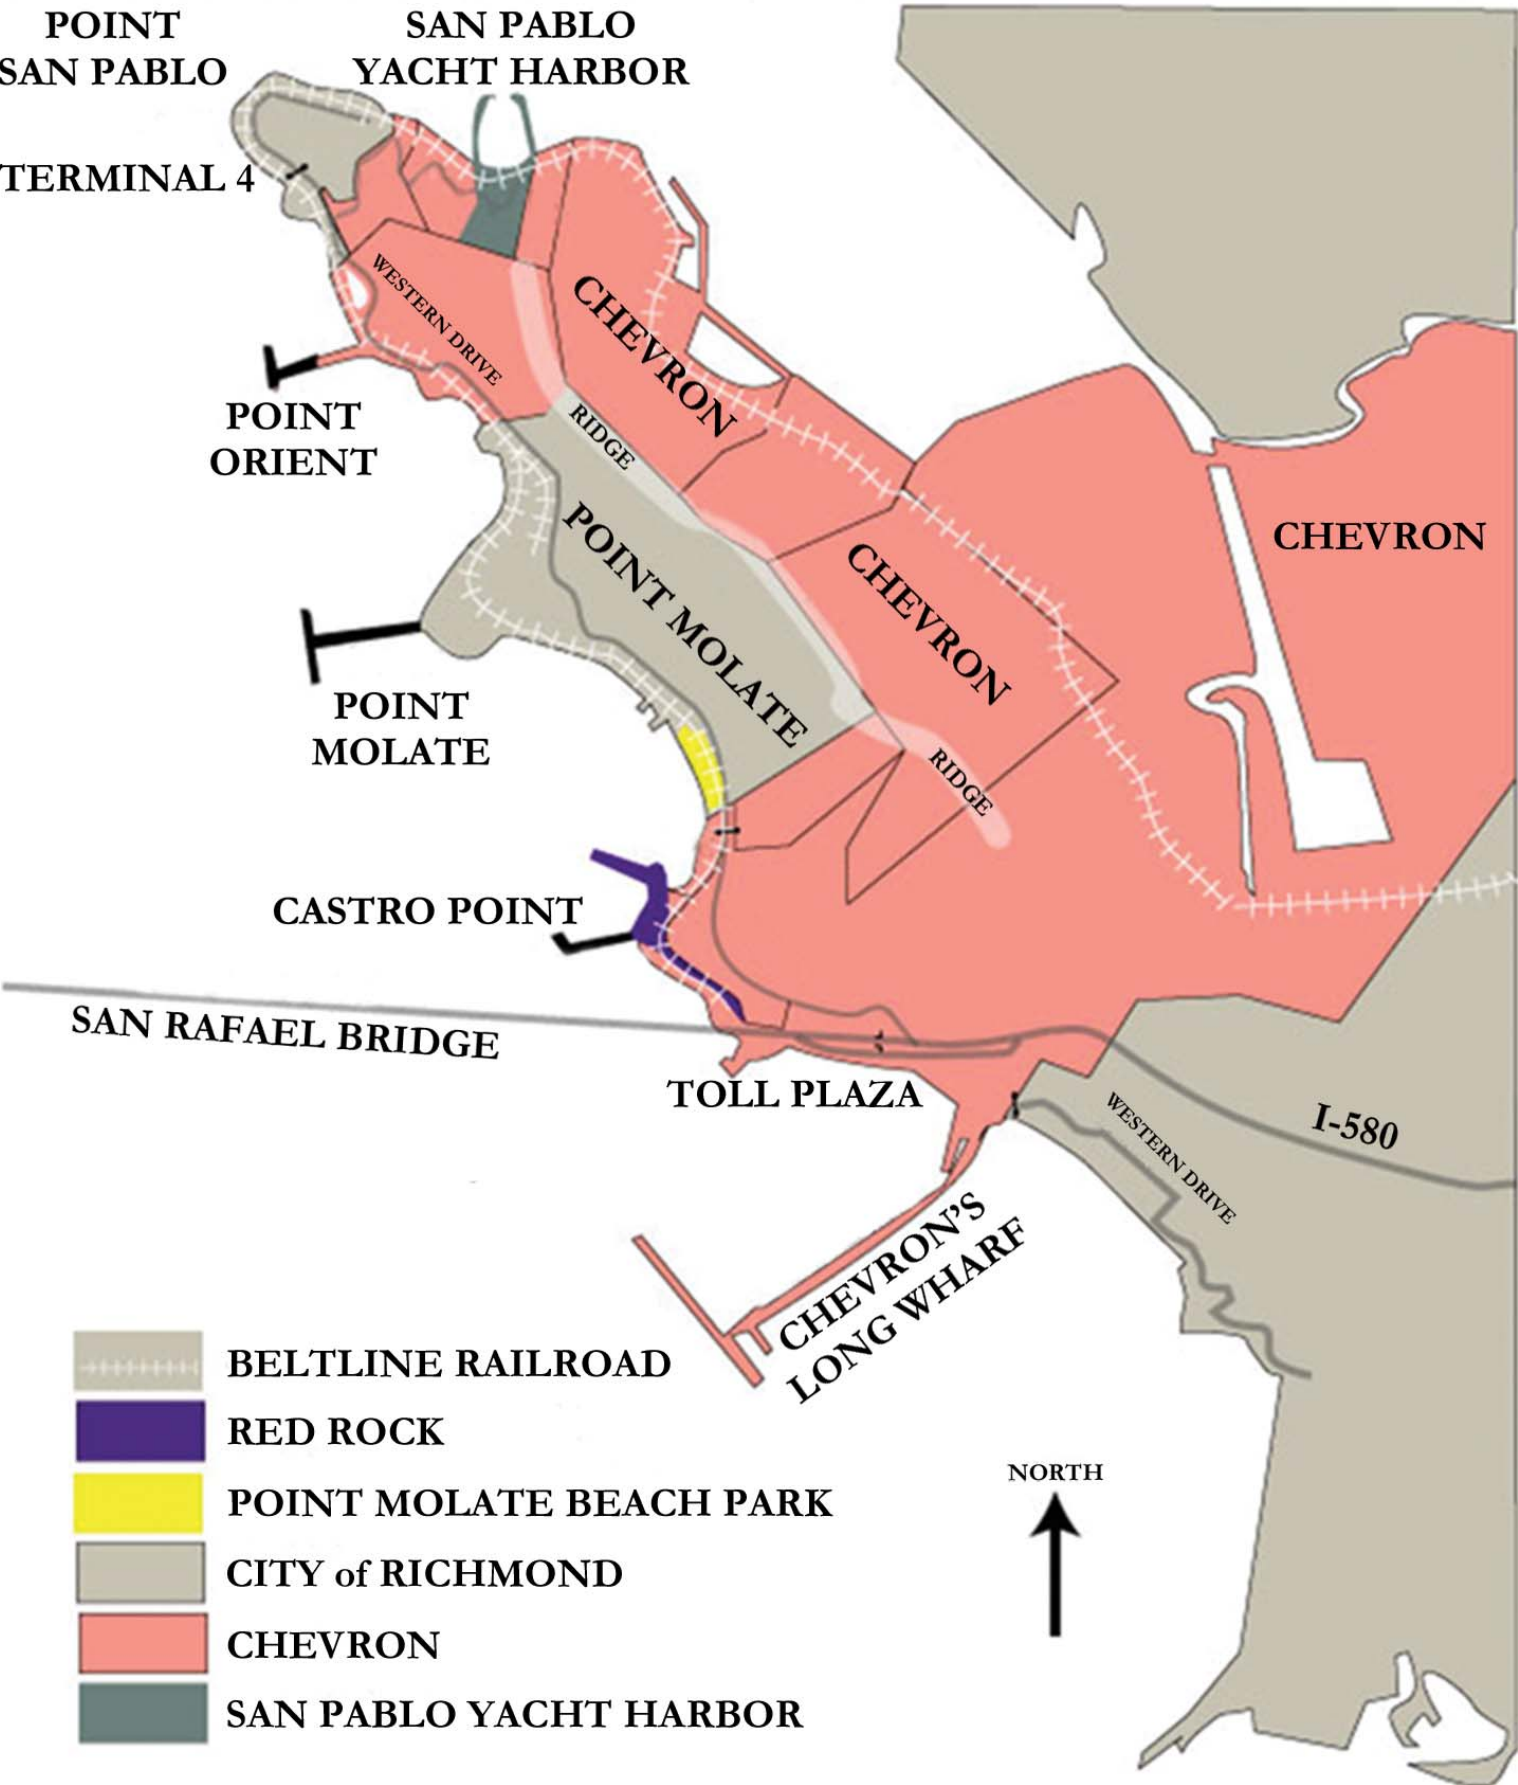 POINT
SAN PABLO
SAN PABLO
YACHT HARBOR
TERMINAL 4
WESTERN DRIVE
CHEVRON
POINT
ORIENT
RIDGE
POINT MOLATE
CHEVRON
CHEVRON
POINT
MOLATE
RIDGE
CASTRO POINT
SAN RAFAEL BRIDGE
TOLL PLAZA
WESTERN DRIVE
I-580
CHEVRON'S
LONG WHARF
BELTLINE RAILROAD
RED ROCK
POINT MOLATE BEACH PARK
CITY of RICHMOND
CHEVRON
SAN PABLO YACHT HARBOR
NORTH